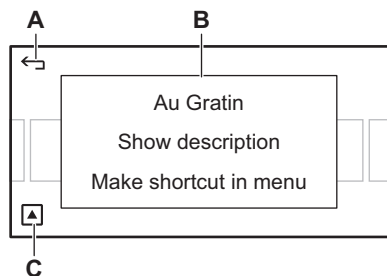 A
B
Au Gratin
Show description
Make shortcut in menu
C